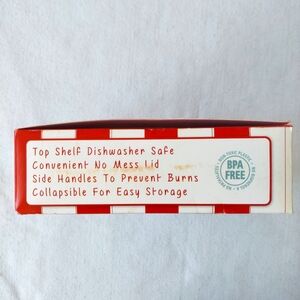 Top Shelf Dishwasher Safe
Convenient No Mess Lid
Side Handles To Prevent Burns
Collapsible For Easy Storage
BPA
FREE